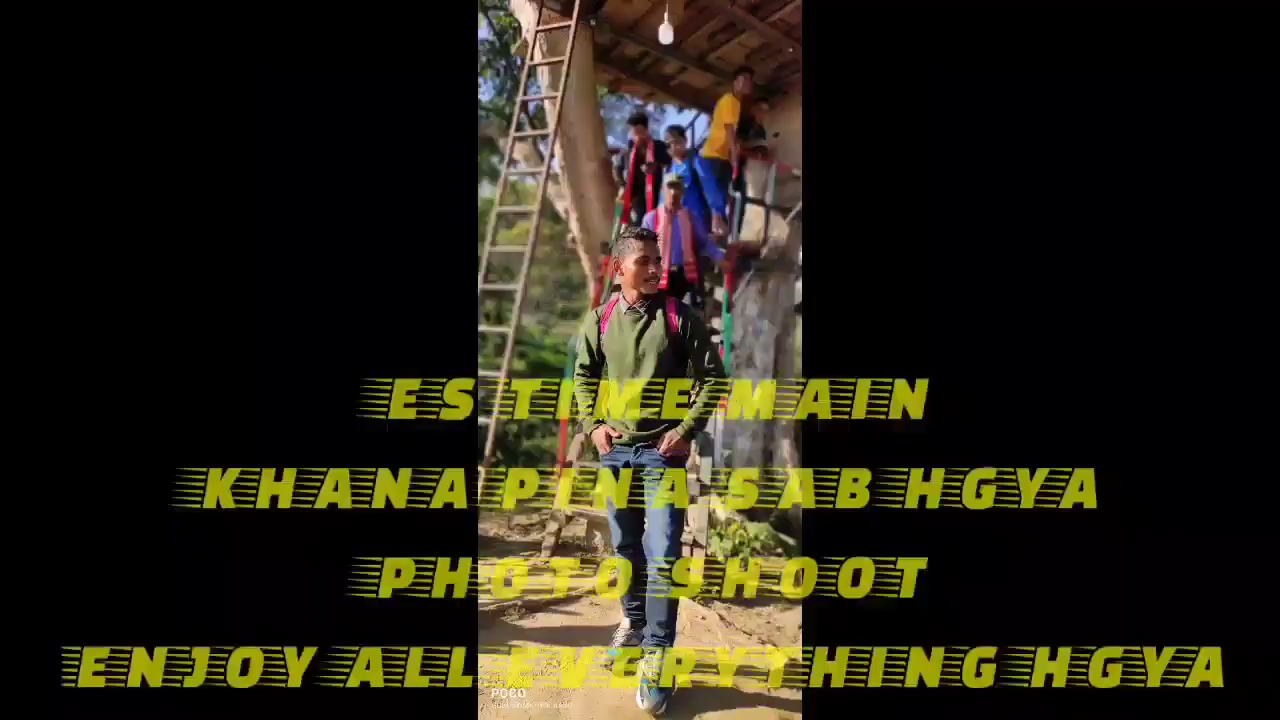 ES TIME MAIN
KHANA PINA SAB HGYA
PHOTO SHOOT
ENJOY ALL EVERYTHING HGYA
POCO